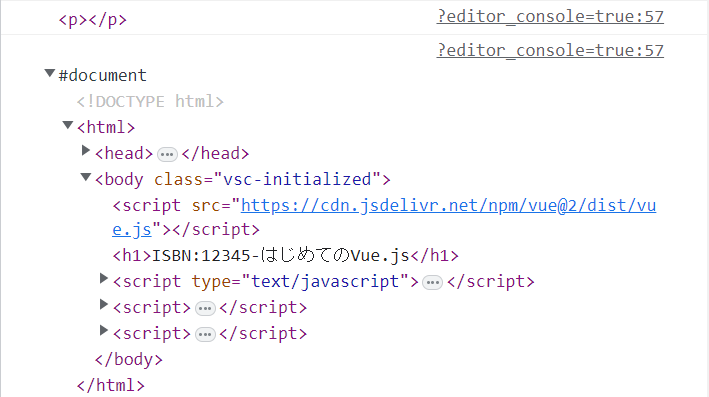 <p></p> ?editor_console=true:57
?editor_console=true:57
▼#document
<!DOCTYPE html>
▼<html>
▶<head>…</head>
▼<body class="vsc-initialized">
<script src="https://cdn.jsdelivr.net/npm/vue@2/dist/vu
e.js"></script>
<h1>ISBN:12345-はじめてのVue.js</h1>
▶<script type="text/javascript">…</script>
▶<script>…</script>
▶<script>…</script>
</body>
</html>